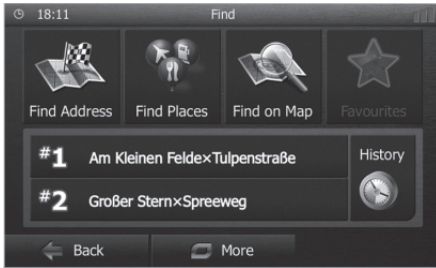 18:11 Find
Find Address Find Places Find on Map Favourites
#1 Am Kleinen Felde×Tulpenstraße History
#2 Großer Stern×Spreeweg
Back More